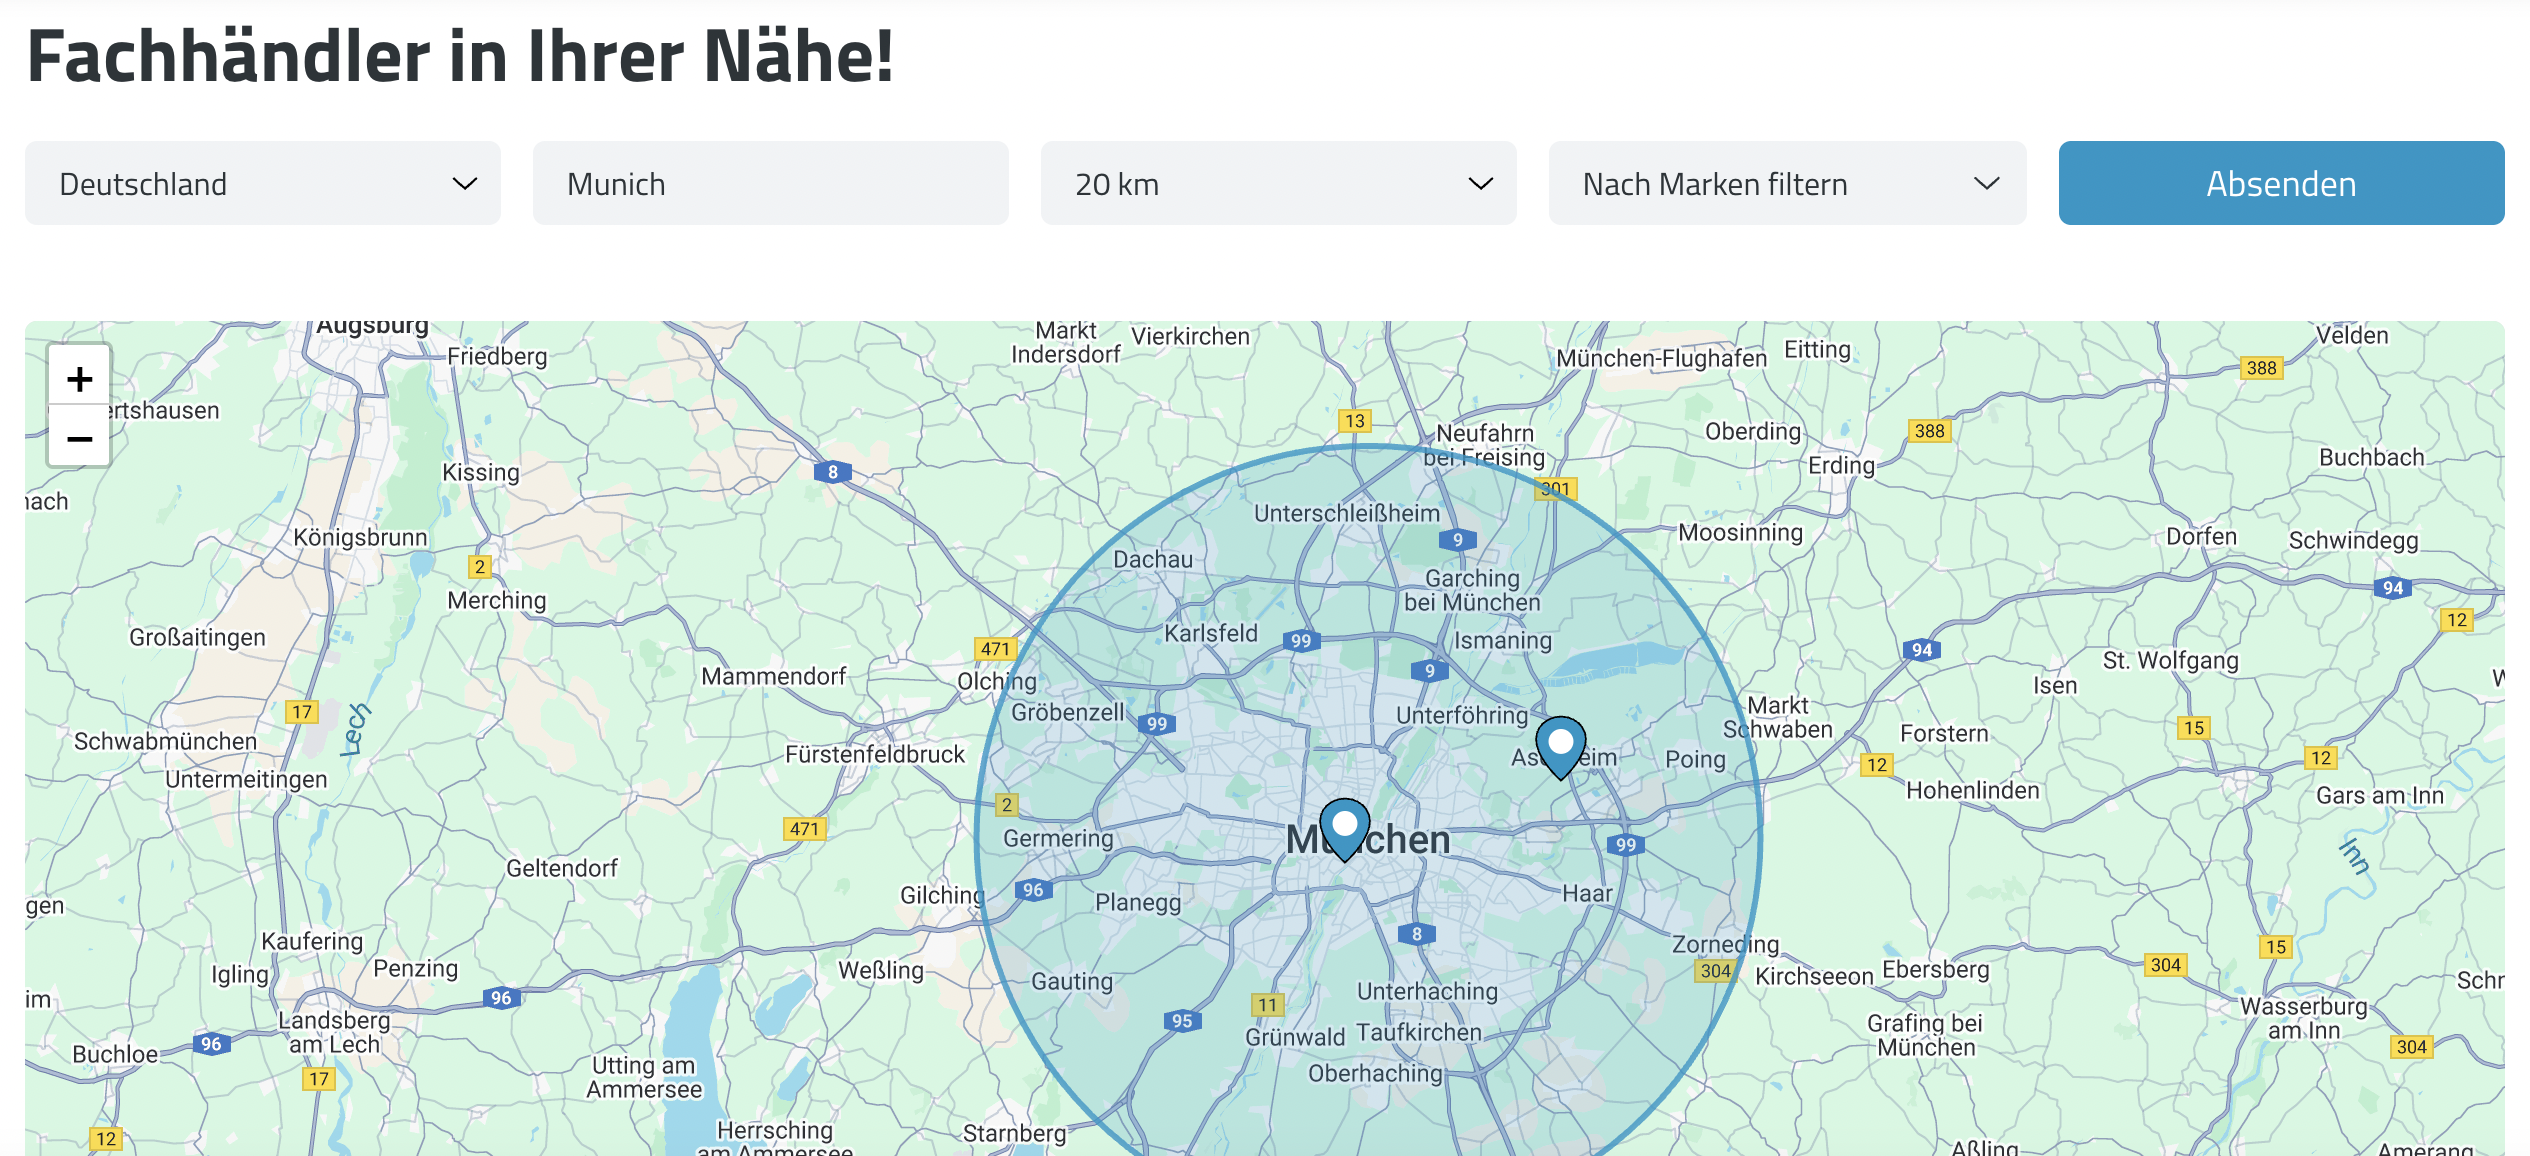 Fachhändler in Ihrer Nähe!
Deutschland
Munich
20 km
Nach Marken filtern
Absenden
+
−
Augsburg
Friedberg
Markt
Indersdorf
Vierkirchen
München-Flughafen
Eitting
Velden
388
13
Neufahrn
bei Freising
Oberding
388
Kissing
8
301
Erding
Buchbach
Königsbrunn
Unterschleißheim
9
Moosinning
Dorfen
Schwindegg
2
Dachau
Garching
bei München
94
Merching
12
Großaitingen
Karlsfeld
99
Ismaning
471
94
St. Wolfgang
Mammendorf
Olching
9
Isen
17
Lech
Gröbenzell
99
Unterföhring
Markt
Schwaben
Forstern
15
Schwabmünchen
Fürstenfeldbruck
Poing
12
12
Untermeitingen
2
Hohenlinden
Gars am Inn
471
Germering
München
99
Inn
Geltendorf
Gilching
96
Planegg
Haar
8
Kaufering
Zorneding
15
Igling
Penzing
Weßling
Gauting
304
Kirchseeon
Ebersberg
304
96
Unterhaching
11
Wasserburg
am Inn
Landsberg
am Lech
95
Grünwald
Taufkirchen
Grafing bei
München
304
96
Buchloe
17
Utting am
Ammersee
Oberhaching
12
Herrsching
am Ammersee
Starnberg
Aßling
Amerang